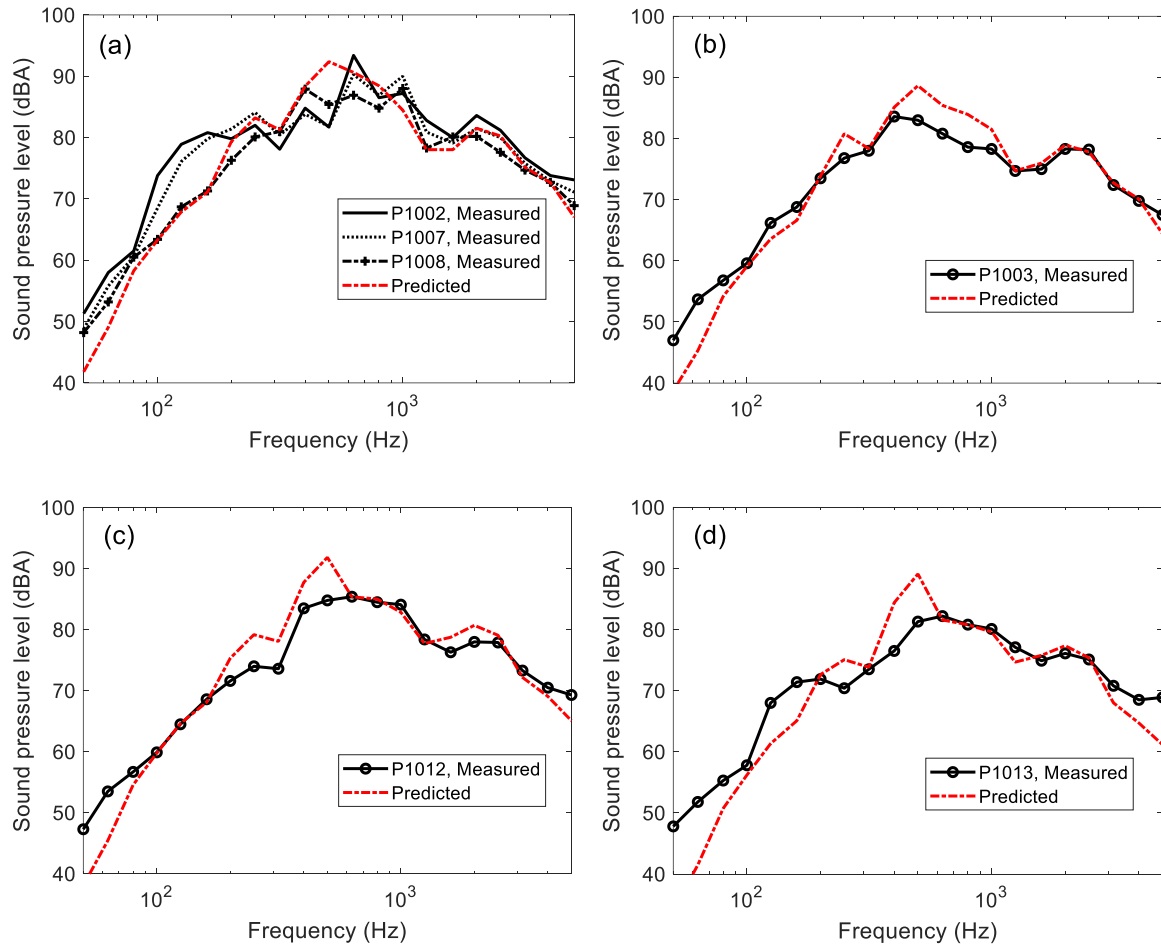 (a)
100
90
80
70
60
50
40
Sound pressure level (dBA)
P1002, Measured
P1007, Measured
P1008, Measured
Predicted
10²
10³
Frequency (Hz)
(b)
100
90
80
70
60
50
40
Sound pressure level (dBA)
P1003, Measured
Predicted
10²
10³
Frequency (Hz)
(c)
100
90
80
70
60
50
40
Sound pressure level (dBA)
P1012, Measured
Predicted
10²
10³
Frequency (Hz)
(d)
100
90
80
70
60
50
40
Sound pressure level (dBA)
P1013, Measured
Predicted
10²
10³
Frequency (Hz)